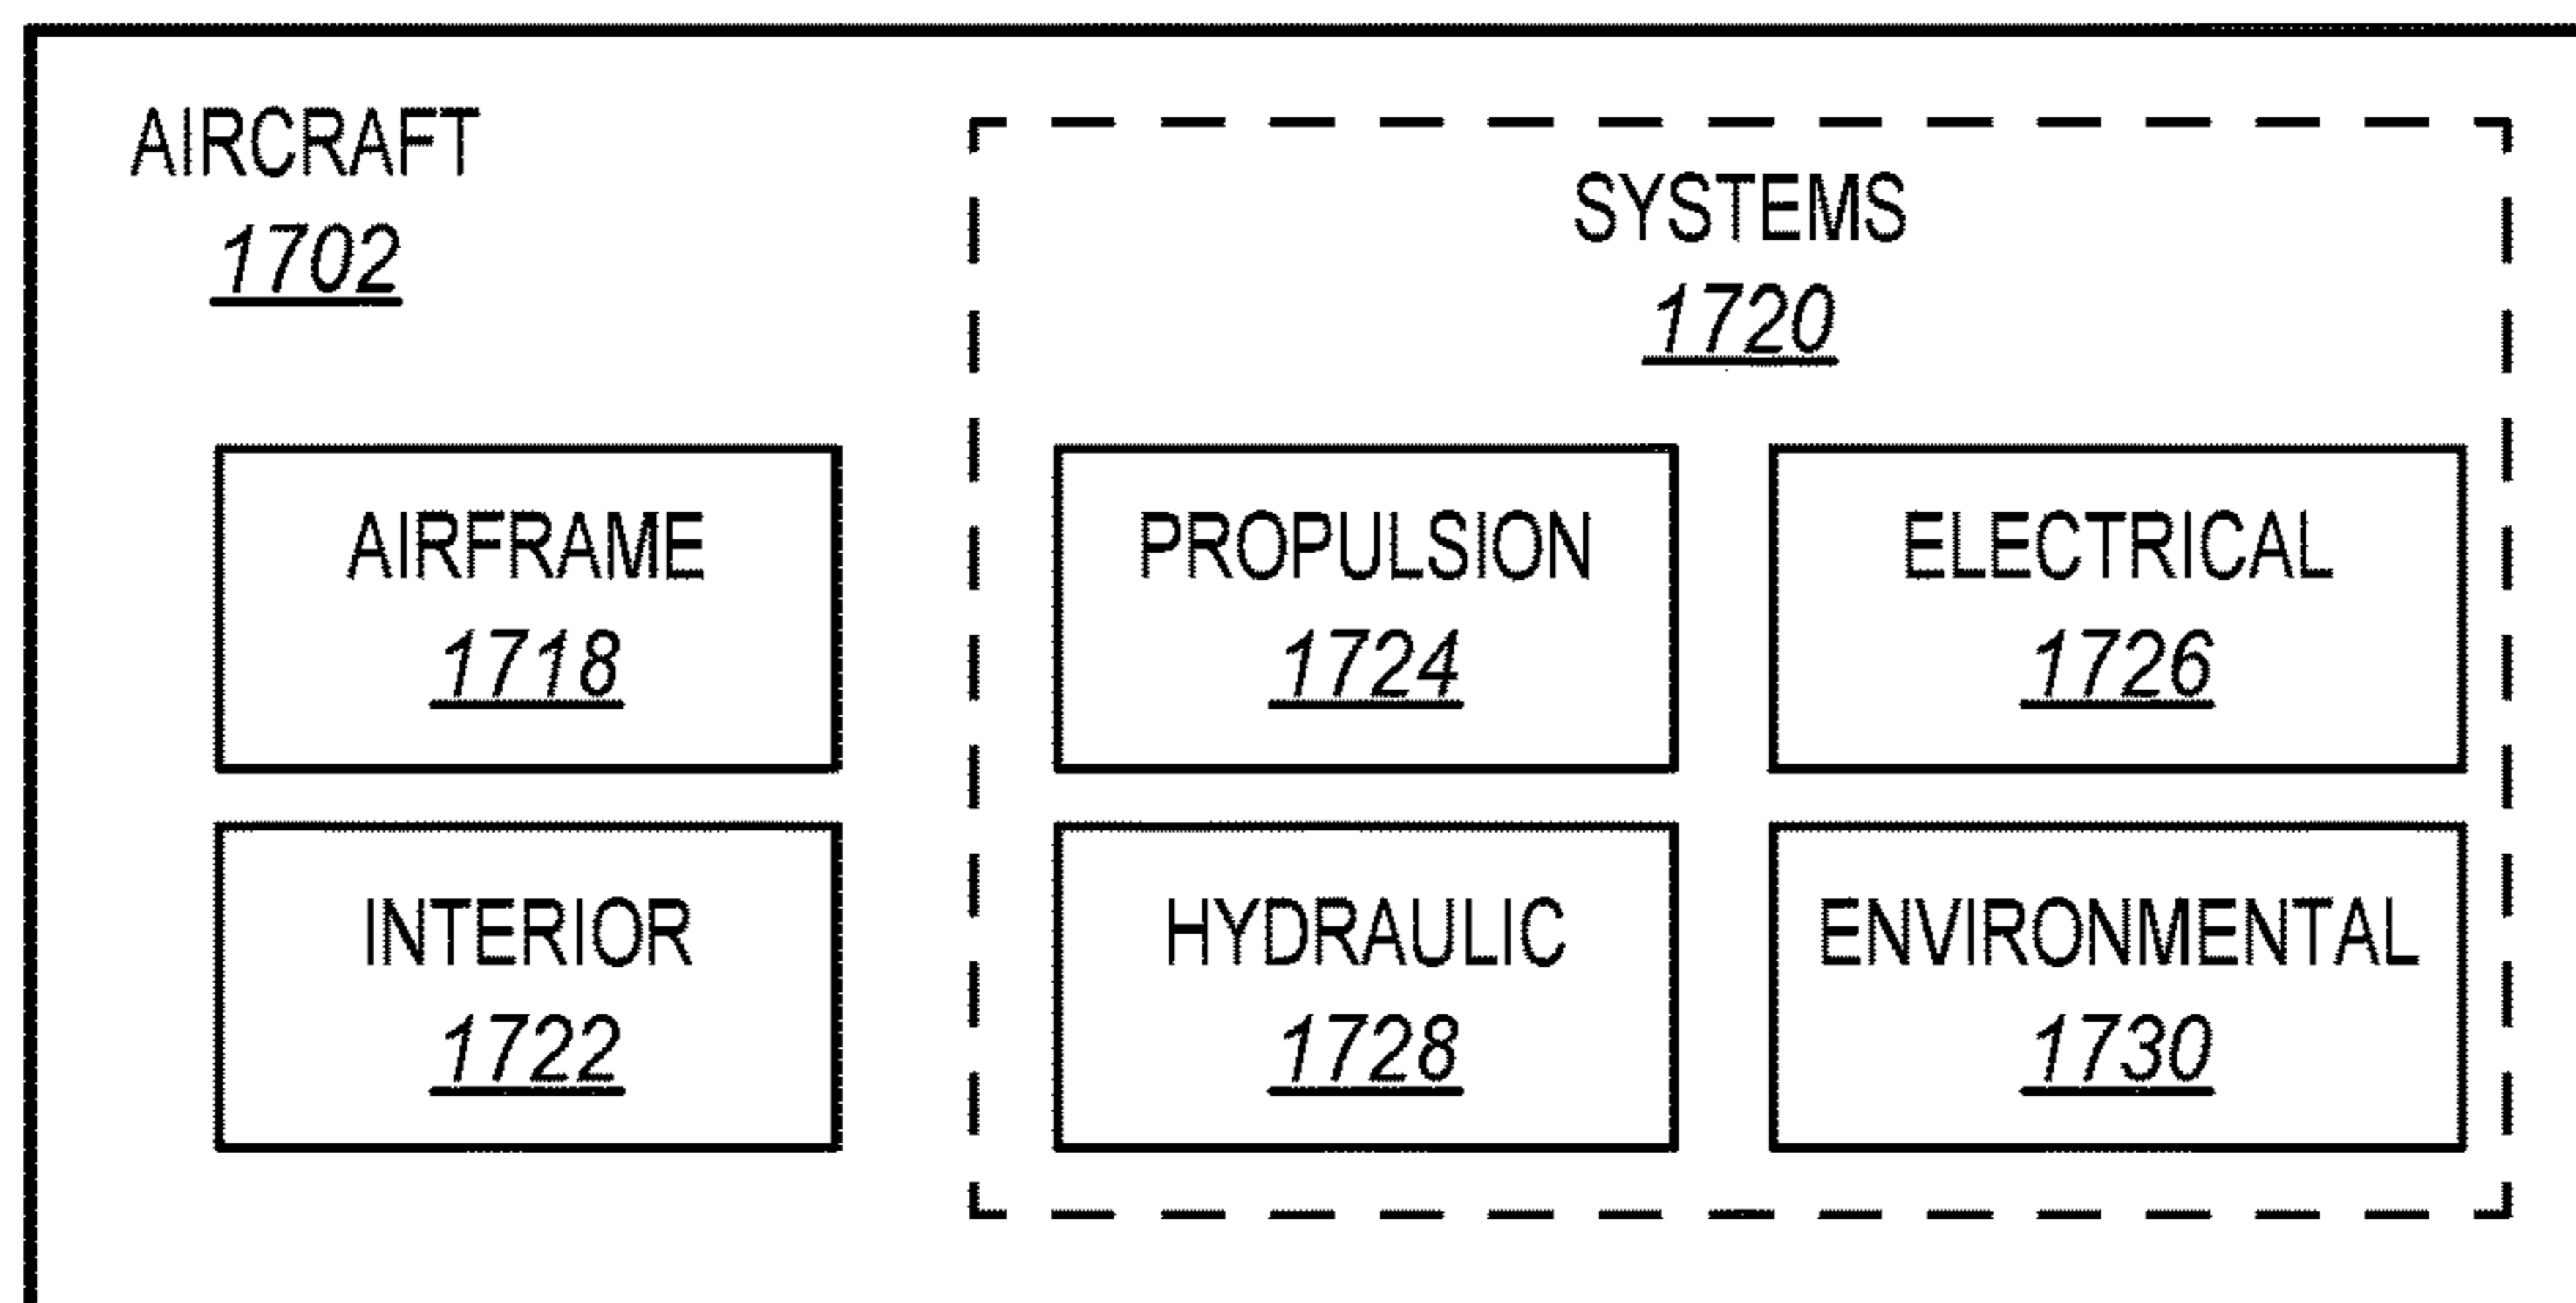 AIRCRAFT
1702
SYSTEMS
1720
AIRFRAME
1718
PROPULSION
1724
ELECTRICAL
1726
INTERIOR
1722
HYDRAULIC
1728
ENVIRONMENTAL
1730